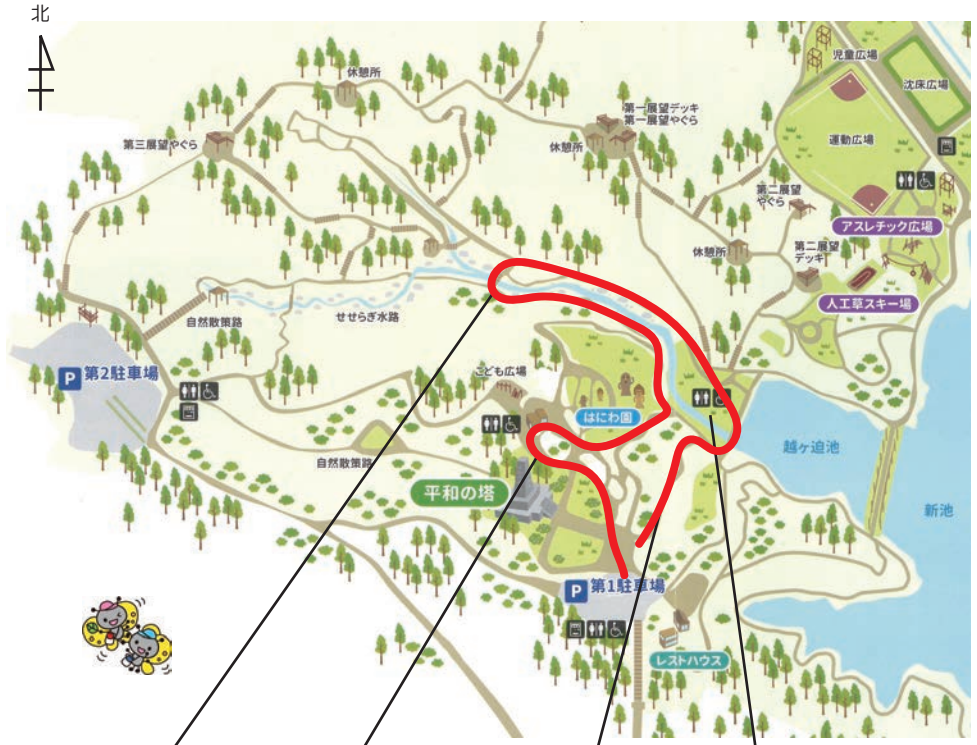 北
休憩所
第三展望やぐら
第一展望デッキ
第一展望やぐら
休憩所
児童広場
沈床広場
運動広場
第二展望
やぐら
アスレチック広場
休憩所
第二展望
デッキ
人工草スキー場
自然散策路
せせらぎ水路
P 第2駐車場
こども広場
はにわ園
越ヶ迫池
新池
自然散策路
平和の塔
P 第1駐車場
レストハウス